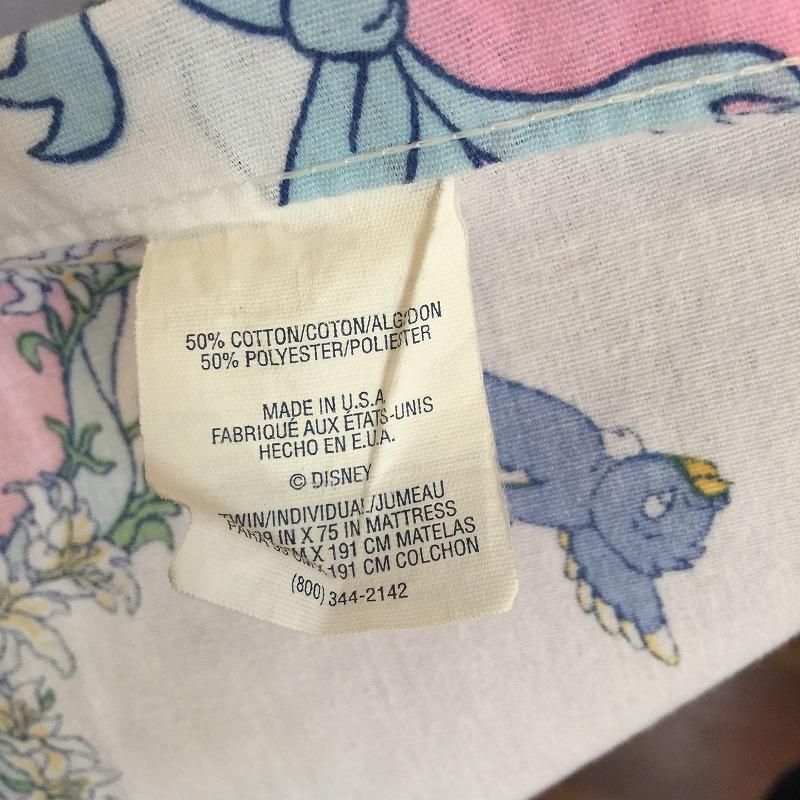 50% COTTON/COTON/ALGODON
50% POLYESTER/POLIESTER
MADE IN U.S.A.
FABRIQUÉ AUX ÉTATS-UNIS
HECHO EN E.U.A.
© DISNEY
TWIN/INDIVIDUAL/JUMEAU
IN X 75 IN MATTRESS
X 191 CM MATELAS
191 CM COLCHON
(800) 344-2142